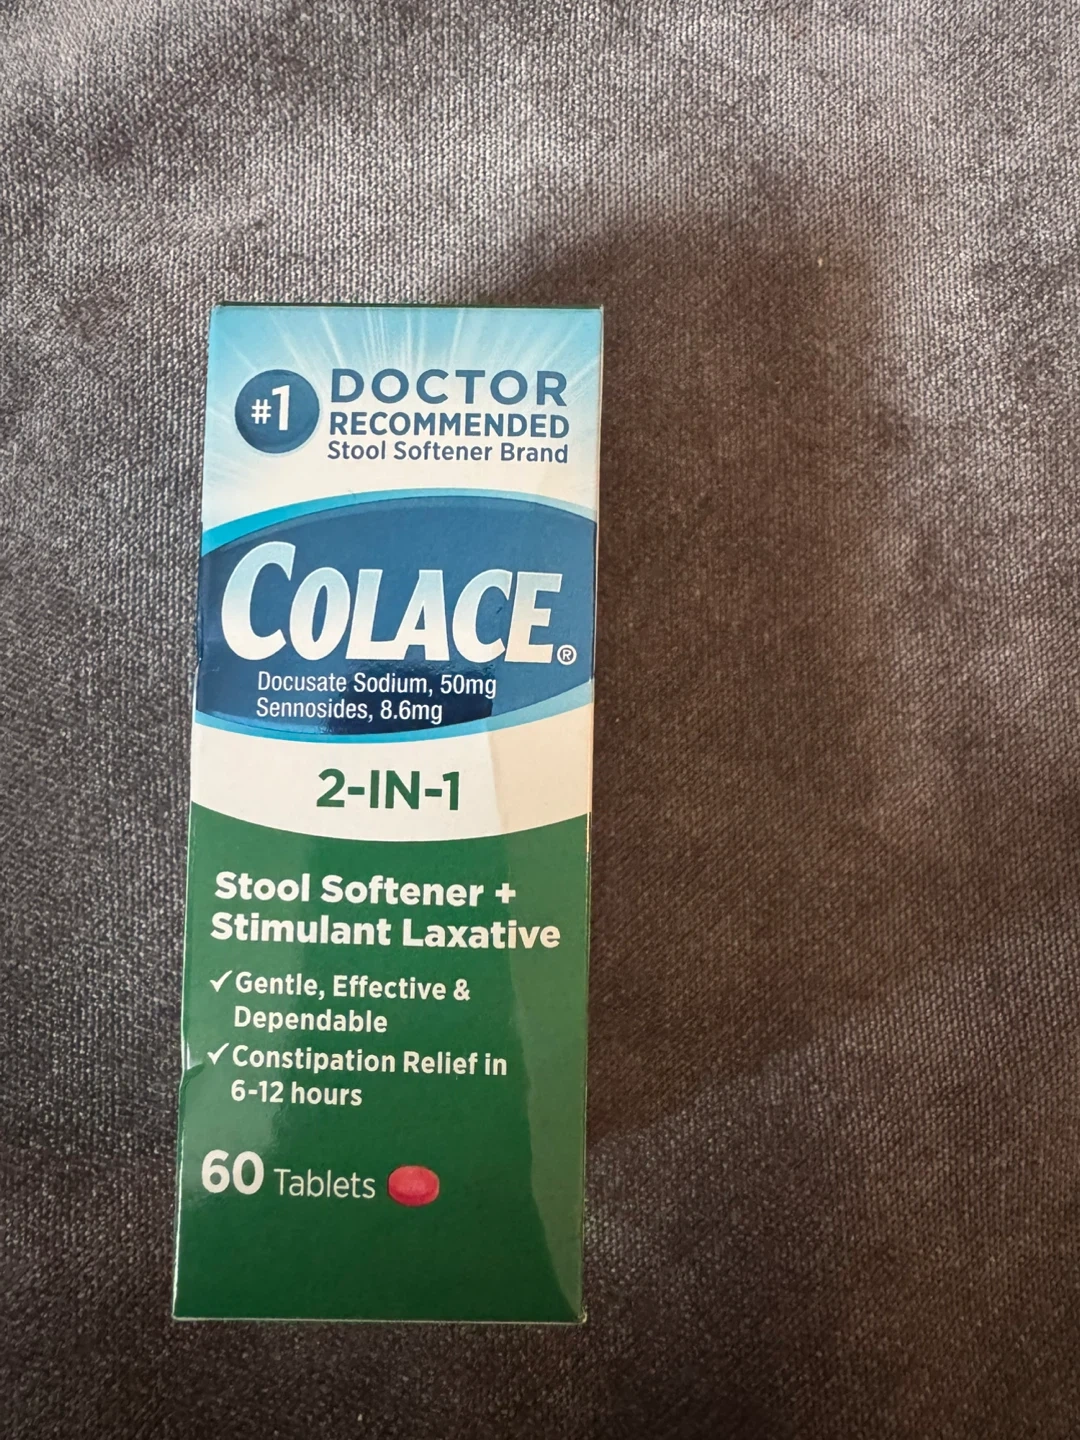 #1 DOCTOR
RECOMMENDED
Stool Softener Brand
COLACE®
Docusate Sodium, 50mg
Sennosides, 8.6mg
2-IN-1
Stool Softener +
Stimulant Laxative
✓Gentle, Effective &
Dependable
✓Constipation Relief in
6-12 hours
60 Tablets